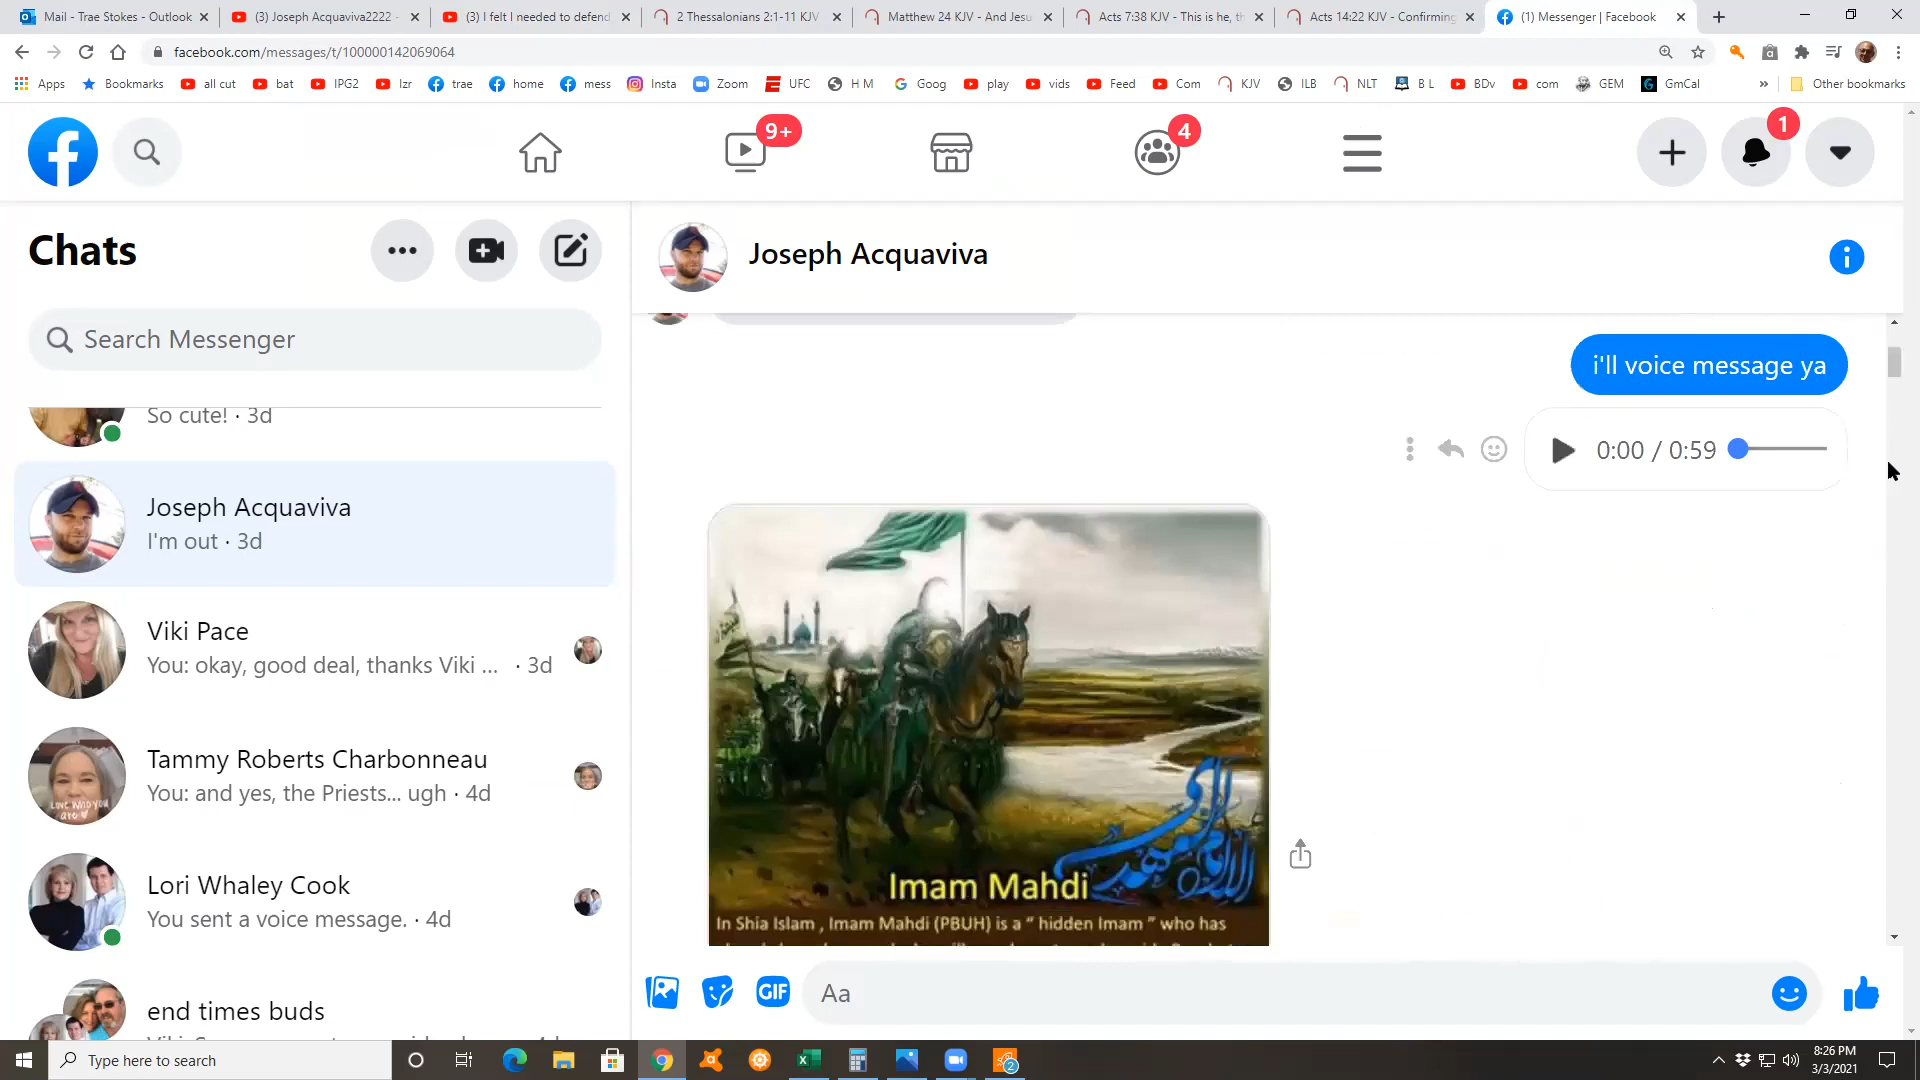 Mail - Trae Stokes - Outlook
(3) Joseph Acquaviva2222 -
(3) I felt I needed to defend
2 Thessalonians 2:1-11 KJV
Matthew 24 KJV - And Jesu
Acts 7:38 KJV - This is he, th
Acts 14:22 KJV - Confirming
(1) Messenger | Facebook
facebook.com/messages/t/100000142069064
Apps
Bookmarks
all cut
bat
IPG2
lzr
trae
home
mess
Insta
Zoom
UFC
H M
Goog
play
vids
Feed
Com
KJV
ILB
NLT
B L
BDv
com
GEM
GmCal
»
Other bookmarks
9+
4
1
Chats
Search Messenger
So cute! · 3d
Joseph Acquaviva
I'm out · 3d
Viki Pace
You: okay, good deal, thanks Viki ... · 3d
Tammy Roberts Charbonneau
You: and yes, the Priests... ugh · 4d
Lori Whaley Cook
You sent a voice message. · 4d
end times buds
Joseph Acquaviva
i'll voice message ya
0:00 / 0:59
Imam Mahdi
In Shia Islam , Imam Mahdi (PBUH) is a “ hidden Imam ” who has
GIF
Aa
Type here to search
2
8:26 PM
3/3/2021